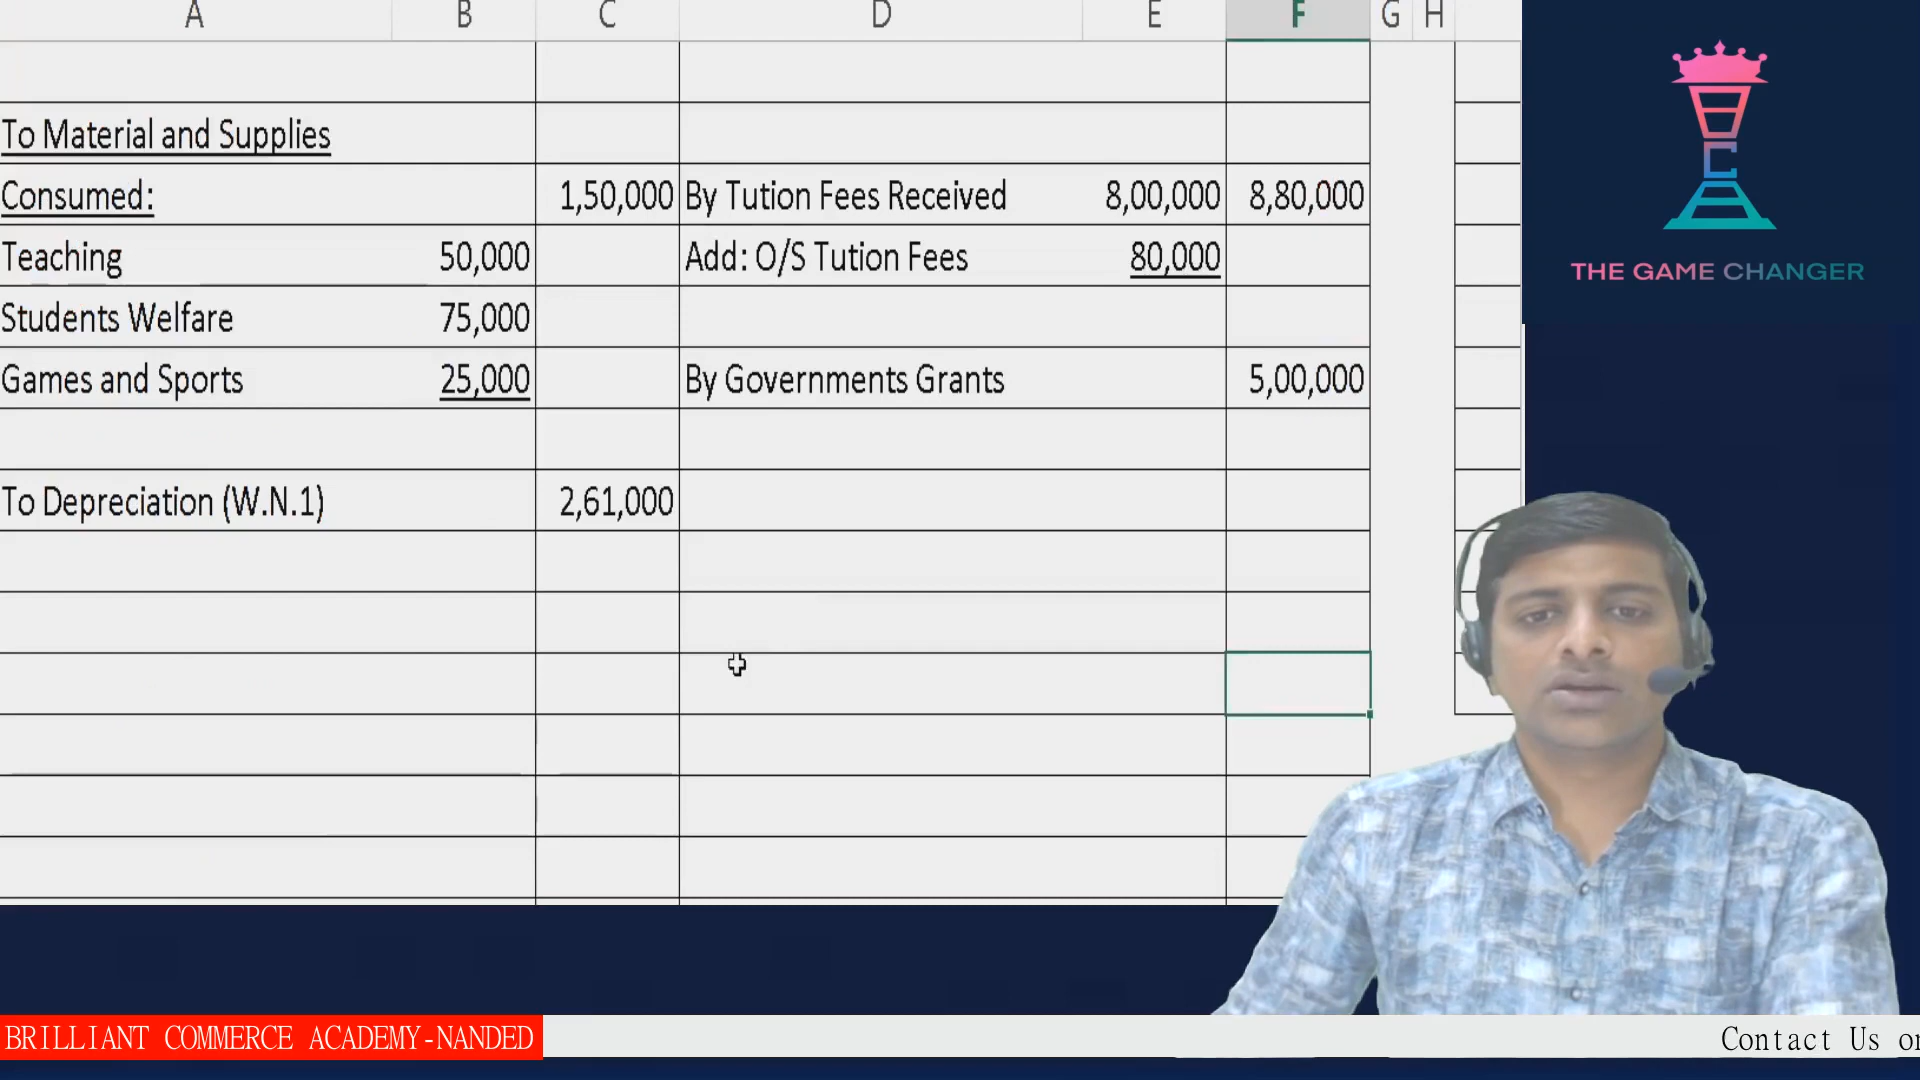 A B C D E F G H
To Material and Supplies
Consumed: 1,50,000 By Tution Fees Received 8,00,000 8,80,000
Teaching 50,000 Add: O/S Tution Fees 80,000
Students Welfare 75,000
Games and Sports 25,000 By Governments Grants 5,00,000
To Depreciation (W.N.1) 2,61,000
C
THE GAME CHANGER
BRILLIANT COMMERCE ACADEMY-NANDED
Contact Us on